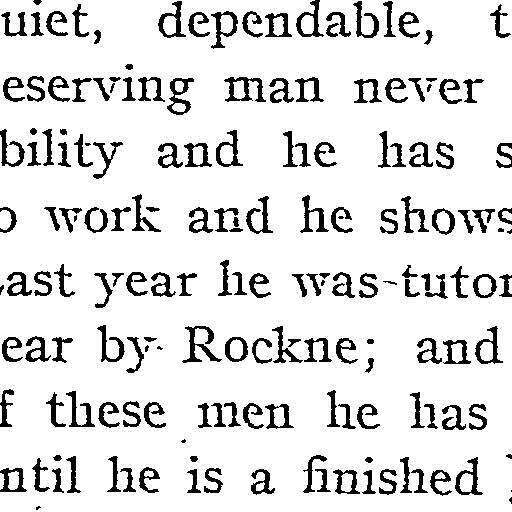 uiet, dependable, t
eserving man never
bility and he has s
o work and he shows
Last year he was tutor
ear by Rockne; and
f these men he has
ntil he is a finished